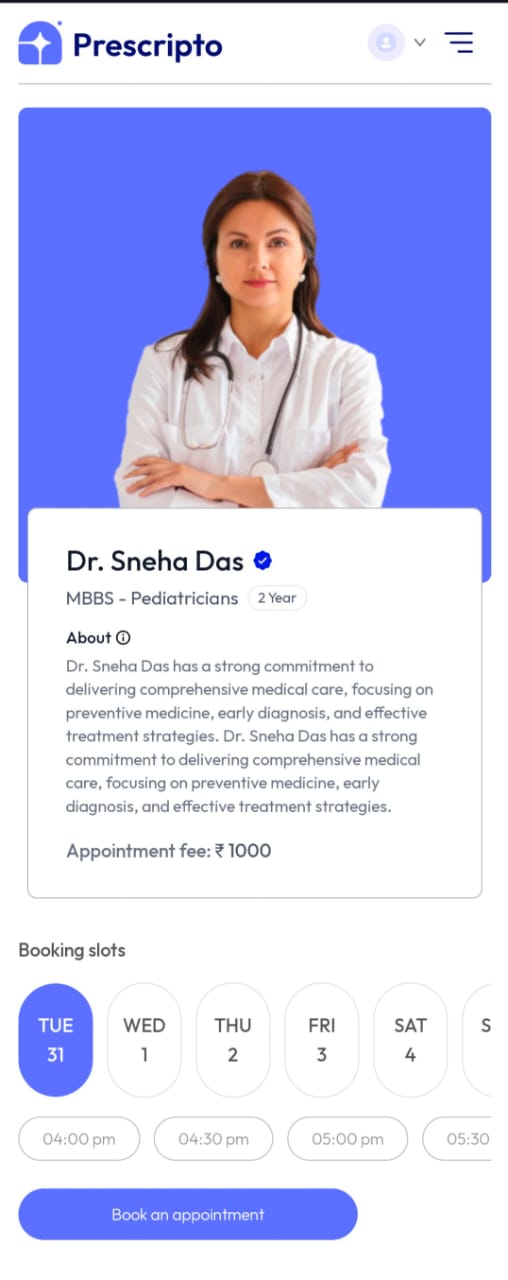 Prescripto
Dr. Sneha Das
MBBS - Pediatricians 2 Year
About
Dr. Sneha Das has a strong commitment to
delivering comprehensive medical care, focusing on
preventive medicine, early diagnosis, and effective
treatment strategies. Dr. Sneha Das has a strong
commitment to delivering comprehensive medical
care, focusing on preventive medicine, early
diagnosis, and effective treatment strategies.
Appointment fee: ₹ 1000
Booking slots
TUE WED THU FRI SAT S
31 1 2 3 4
04:00 pm 04:30 pm 05:00 pm 05:30
Book an appointment